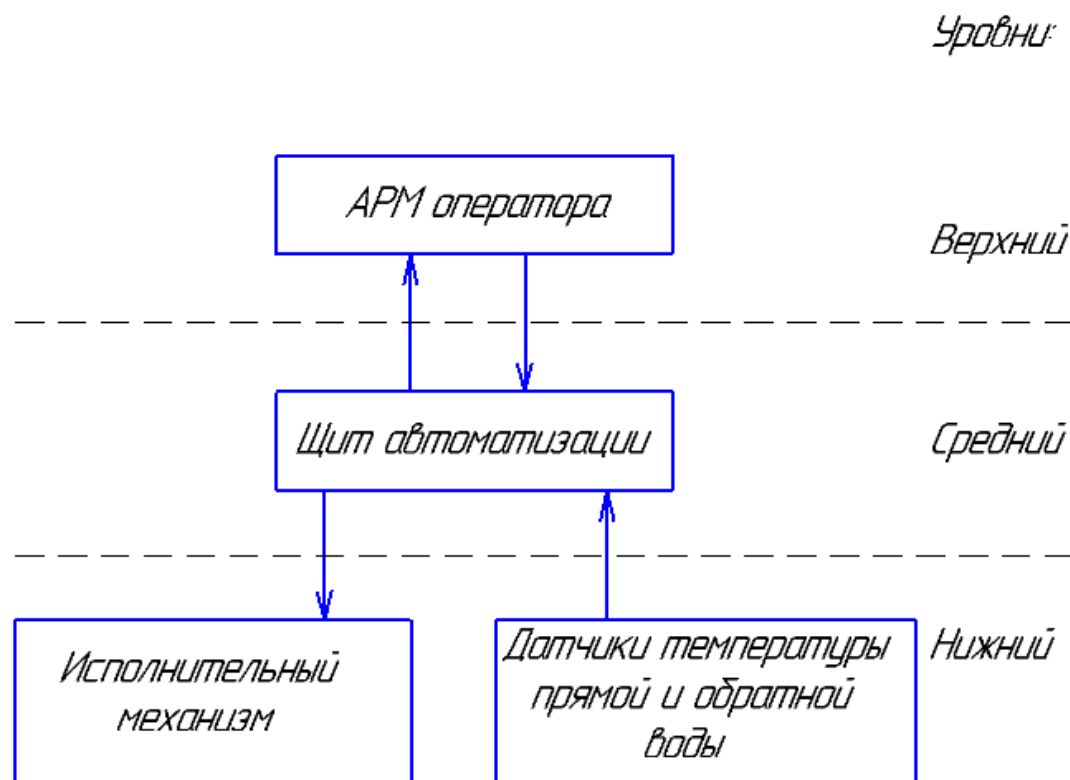 Уровни:
АРМ оператора
Верхний
Щит автоматизации
Средний
Исполнительный
механизм
Датчики температуры
прямой и обратной
воды
Нижний